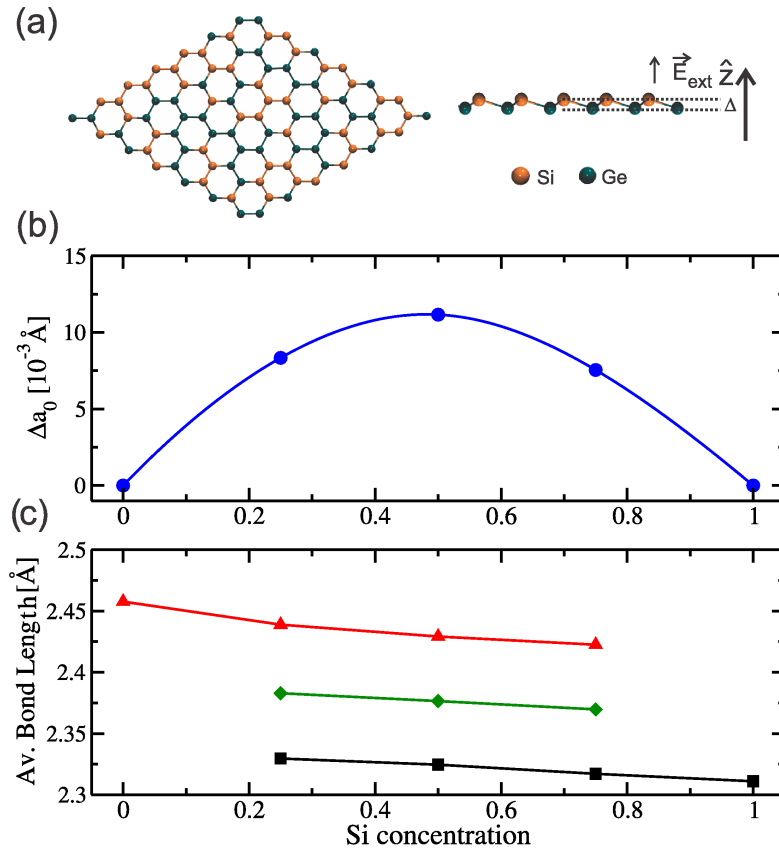 (a)
E_ext ẑ
Δ
Si Ge
(b)
Δa₀ [10⁻³Å]
15
10
5
0
0 0.2 0.4 0.6 0.8 1
(c)
Av. Bond Length[Å]
2.5
2.45
2.4
2.35
2.3
0 0.2 0.4 0.6 0.8 1
Si concentration